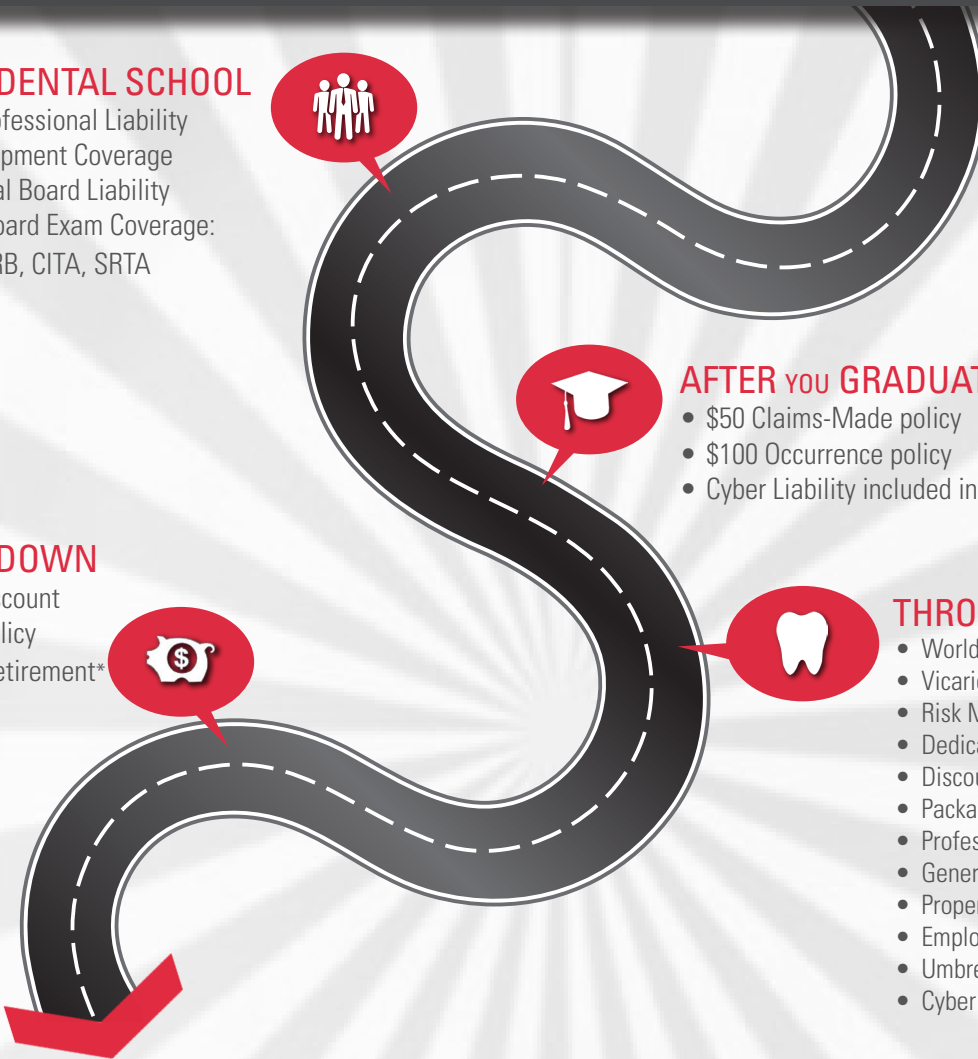 DENTAL SCHOOL
ofessional Liability
pment Coverage
al Board Liability
oard Exam Coverage:
RB, CITA, SRTA
AFTER YOU GRADUAT
• $50 Claims-Made policy
• $100 Occurrence policy
• Cyber Liability included in
DOWN
scount
licy
etirement*
$
THRO
• World
• Vicari
• Risk M
• Dedica
• Discou
• Packa
• Profes
• Gener
• Proper
• Emplo
• Umbre
• Cyber